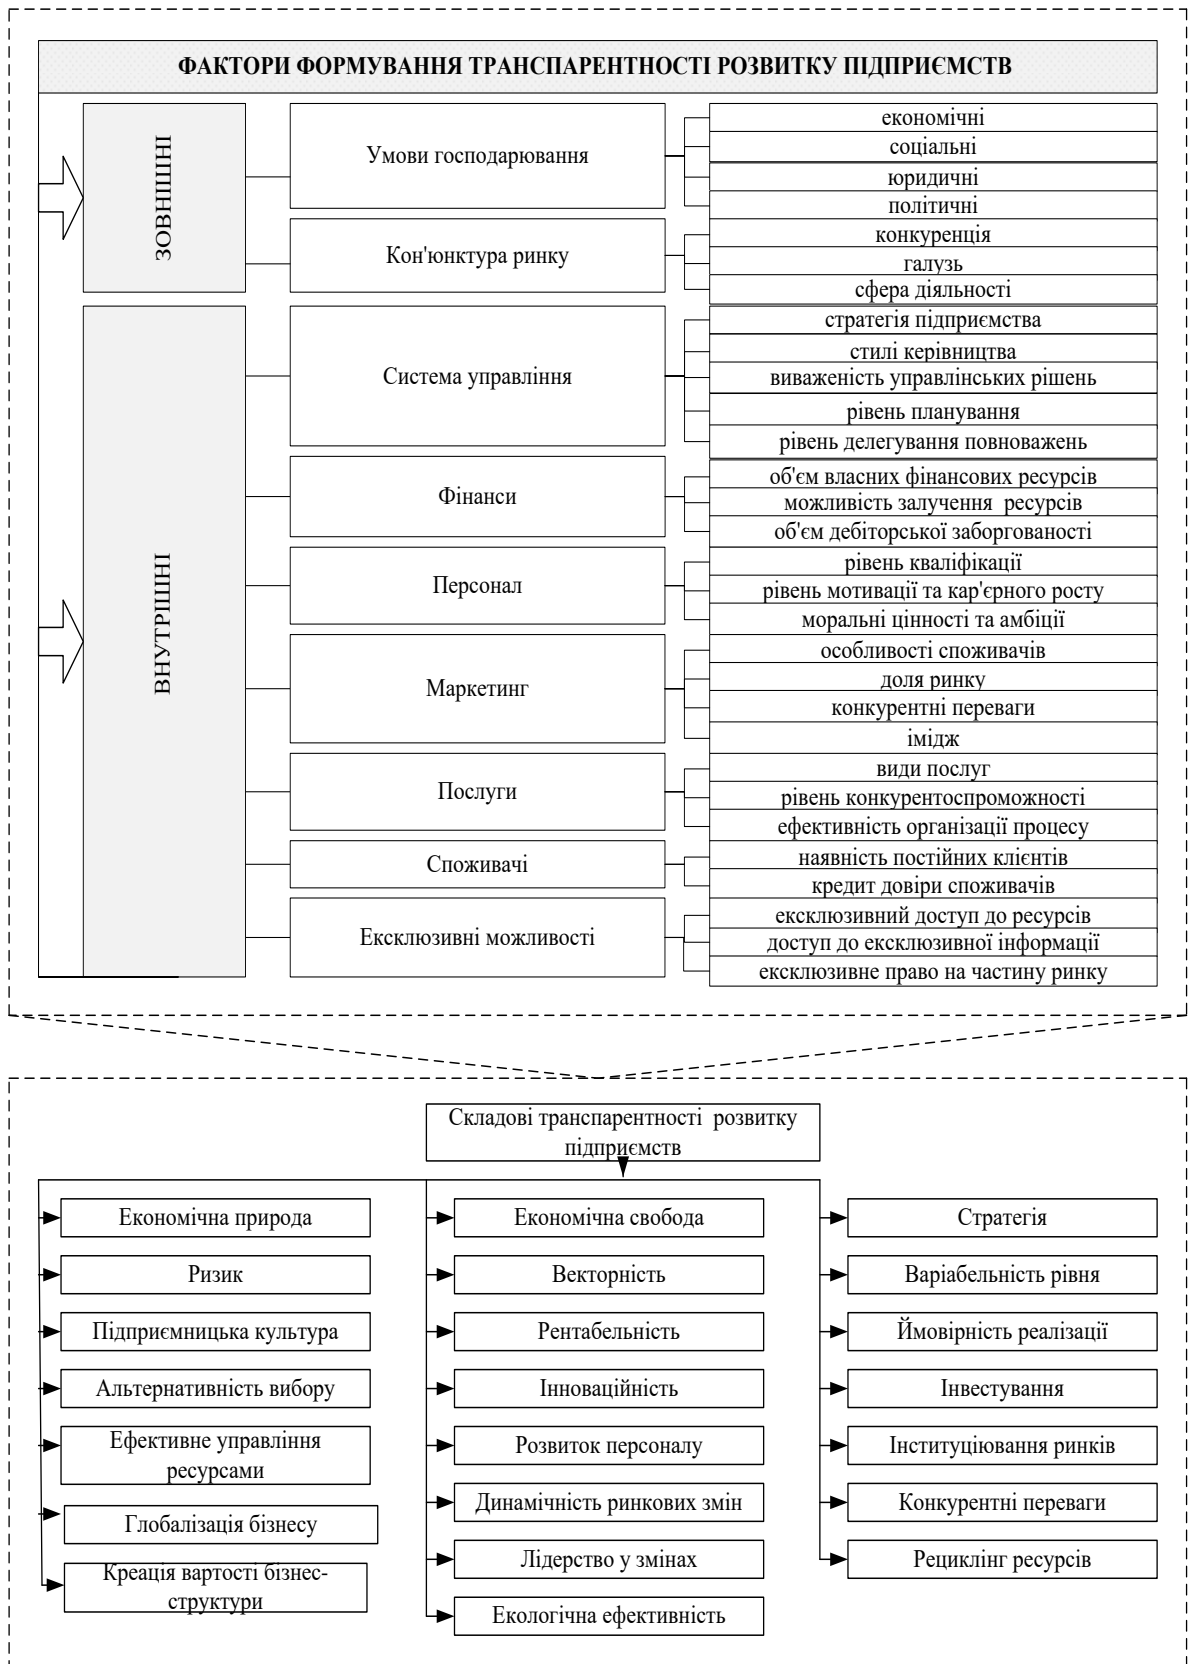 ФАКТОРИ ФОРМУВАННЯ ТРАНСПАРЕНТНОСТІ РОЗВИТКУ ПІДПРИЄМСТВ
ЗОВНІШНІ
Умови господарювання
економічні
соціальні
юридичні
політичні
Кон'юнктура ринку
конкуренція
галузь
сфера діяльності
ВНУТРІШНІ
Система управління
стратегія підприємства
стилі керівництва
виваженість управлінських рішень
рівень планування
рівень делегування повноважень
Фінанси
об'єм власних фінансових ресурсів
можливість залучення ресурсів
об'єм дебіторської заборгованості
Персонал
рівень кваліфікації
рівень мотивації та кар'єрного росту
моральні цінності та амбіції
Маркетинг
особливості споживачів
доля ринку
конкурентні переваги
імідж
Послуги
види послуг
рівень конкурентоспроможності
ефективність організації процесу
Споживачі
наявність постійних клієнтів
кредит довіри споживачів
Ексклюзивні можливості
ексклюзивний доступ до ресурсів
доступ до ексклюзивної інформації
ексклюзивне право на частину ринку
Складові транспарентності розвитку
підприємств
Економічна природа
Ризик
Підприємницька культура
Альтернативність вибору
Ефективне управління
ресурсами
Глобалізація бізнесу
Креація вартості бізнес-
структури
Економічна свобода
Векторність
Рентабельність
Інноваційність
Розвиток персоналу
Динамічність ринкових змін
Лідерство у змінах
Екологічна ефективність
Стратегія
Варіабельність рівня
Ймовірність реалізації
Інвестування
Інституціювання ринків
Конкурентні переваги
Рециклінг ресурсів